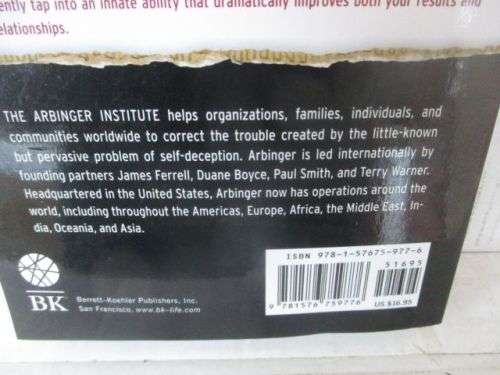 ently tap into an innate ability that dramatically improves both your results and
relationships.
THE ARBINGER INSTITUTE helps organizations, families, individuals, and
communities worldwide to correct the trouble created by the little-known
but pervasive problem of self-deception. Arbinger is led internationally by
founding partners James Ferrell, Duane Boyce, Paul Smith, and Terry Warner.
Headquartered in the United States, Arbinger now has operations around the
world, including throughout the Americas, Europe, Africa, the Middle East, In-
dia, Oceania, and Asia.
ISBN 978-1-57675-977-6
51695
9 781576 759776
US $16.95
BK
Berrett-Koehler Publishers, Inc.
San Francisco, www.bk-life.com